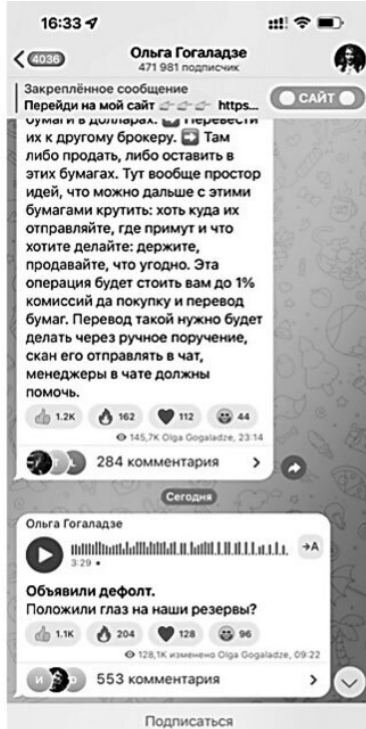 16:33
4036
Ольга Гогаладзе
471 981 подписчик
Закреплённое сообщение
Перейди на мой сайт 👉👉👉 https...
САЙТ
бумаги в долларах. ➡️ Перевести
их к другому брокеру. ➡️ Там
либо продать, либо оставить в
этих бумагах. Тут вообще простор
идей, что можно дальше с этими
бумагами крутить: хоть куда их
отправляйте, где примут и что
хотите делайте: держите,
продавайте, что угодно. Эта
операция будет стоить вам до 1%
комиссий да покупку и перевод
бумаг. Перевод такой нужно будет
делать через ручное поручение,
скан его отправлять в чат,
менеджеры в чате должны
помочь.
1.2K 162 112 44
145,7K Olga Gogaladze, 23:14
284 комментария
Сегодня
Ольга Гогаладзе
3:29
→A
Объявили дефолт.
Положили глаз на наши резервы?
1.1K 204 128 96
128,1K изменено Olga Gogaladze, 09:22
553 комментария
Подписаться